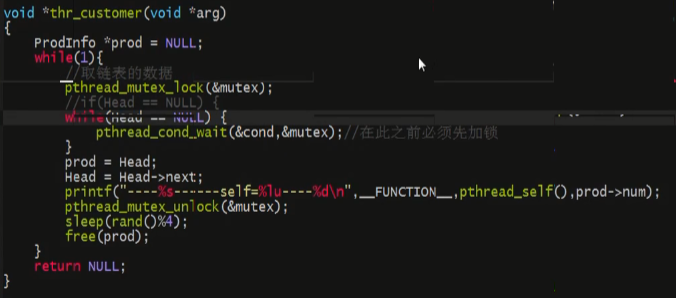 void *thr_customer(void *arg)
{
    ProdInfo *prod = NULL;
    while(1){
        //取链表的数据
        pthread_mutex_lock(&mutex);
        //if(Head == NULL) {
        while(Head == NULL) {
            pthread_cond_wait(&cond,&mutex);//在此之前必须先加锁
        }
        prod = Head;
        Head = Head->next;
        printf("----%s------self=%lu----%d\n",__FUNCTION__,pthread_self(),prod->num);
        pthread_mutex_unlock(&mutex);
        sleep(rand()%4);
        free(prod);
    }
    return NULL;
}